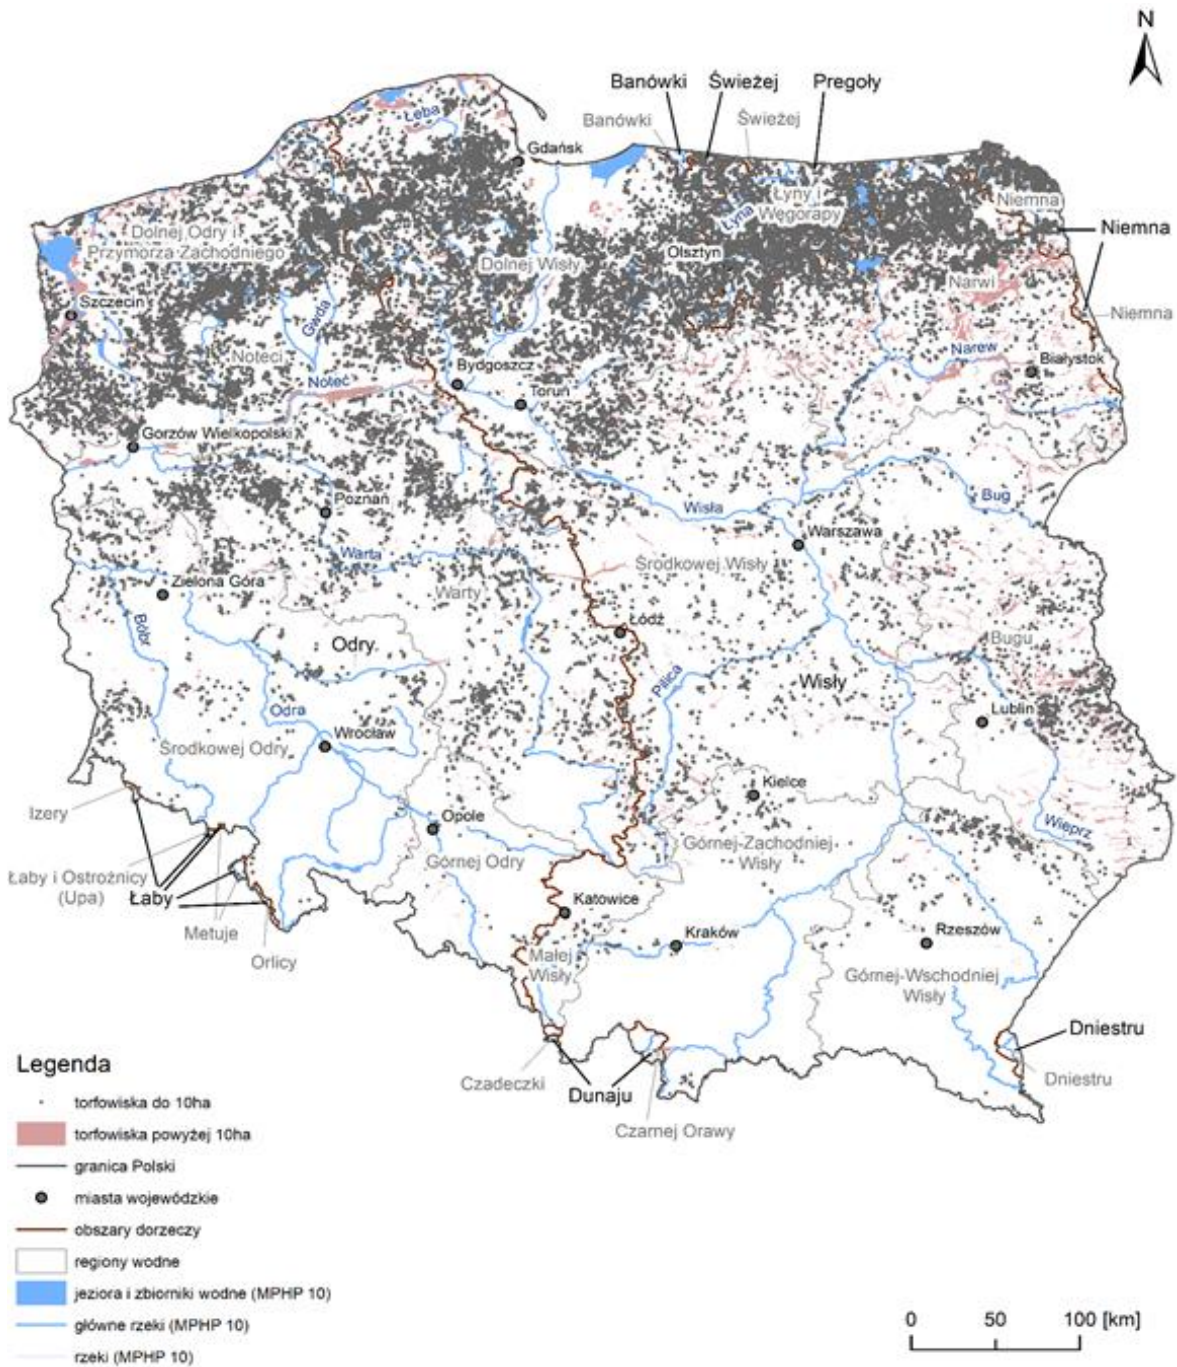 N
Banówki Świeżej Pregoły
Banówki Świeżej
Łeba
Gdańsk
Łyny i
Węgorapy
Łyna
Niemna
Niemna
Dolnej Odry i
Przymorza Zachodniego
Dolnej Wisły
Olsztyn
Narwi
Niemna
Szczecin
Gwda
Noteci
Narew
Białystok
Bydgoszcz
Noteć
Toruń
Gorzów Wielkopolski
Poznań
Wisła
Bug
Warszawa
Warta
Środkowej Wisły
Zielona Góra
Warty
Bóbr
Łódź
Bugu
Odry
Pilica
Wisły
Odra
Lublin
Wrocław
Środkowej Odry
Kielce
Izery
Opole
Wieprz
Górnej Odry
Górnej-Zachodniej
Wisły
Łaby i Ostrożnicy
(Upa)
Łaby
Katowice
Metuje
Kraków
Rzeszów
Orlicy
Małej
Wisły
Górnej-Wschodniej
Wisły
Dniestru
Czadeczki
Dunaju
Dniestru
Czarnej Orawy
Legenda
torfowiska do 10ha
torfowiska powyżej 10ha
granica Polski
miasta wojewódzkie
obszary dorzeczy
regiony wodne
jeziora i zbiorniki wodne (MPHP 10)
główne rzeki (MPHP 10)
rzeki (MPHP 10)
0 50 100 [km]